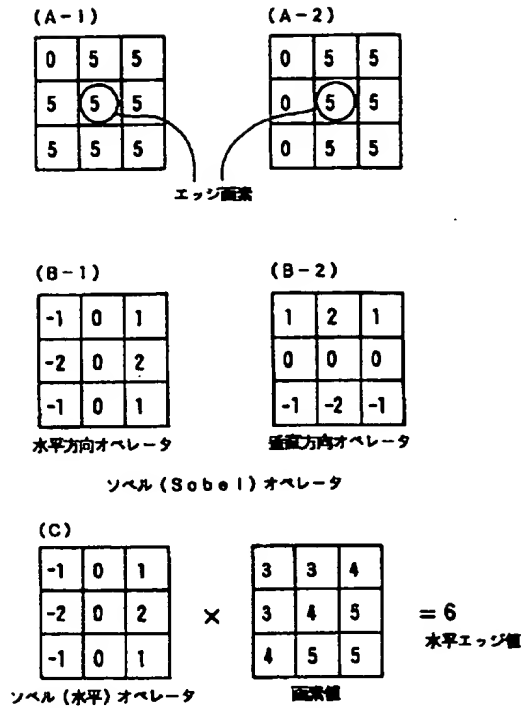 (A-1) (A-2)
0 5 5 0 5 5
5 5 5 0 5 5
5 5 5 0 5 5
エッジ画素
(B-1) (B-2)
-1 0 1 1 2 1
-2 0 2 0 0 0
-1 0 1 -1 -2 -1
水平方向オペレータ 垂直方向オペレータ
ソベル(Sobel)オペレータ
(C)
-1 0 1 3 3 4
-2 0 2 × 3 4 5 =6
-1 0 1 4 5 5 水平エッジ値
ソベル(水平)オペレータ 画素値